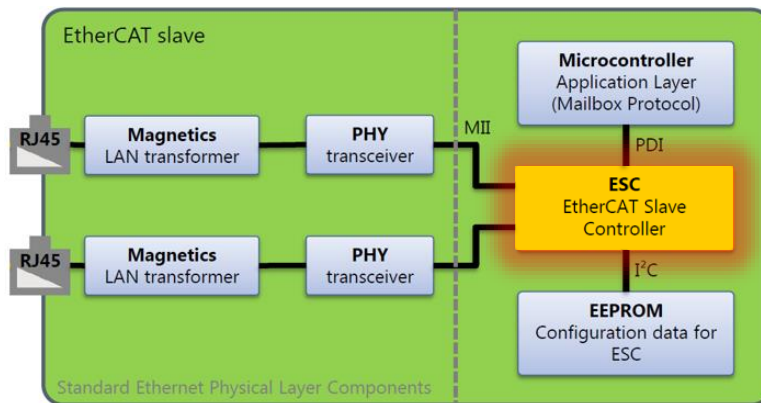 EtherCAT slave
RJ45
Magnetics
LAN transformer
PHY
transceiver
MII
Microcontroller
Application Layer
(Mailbox Protocol)
PDI
ESC
EtherCAT Slave
Controller
RJ45
Magnetics
LAN transformer
PHY
transceiver
I²C
EEPROM
Configuration data for
ESC
Standard Ethernet Physical Layer Components